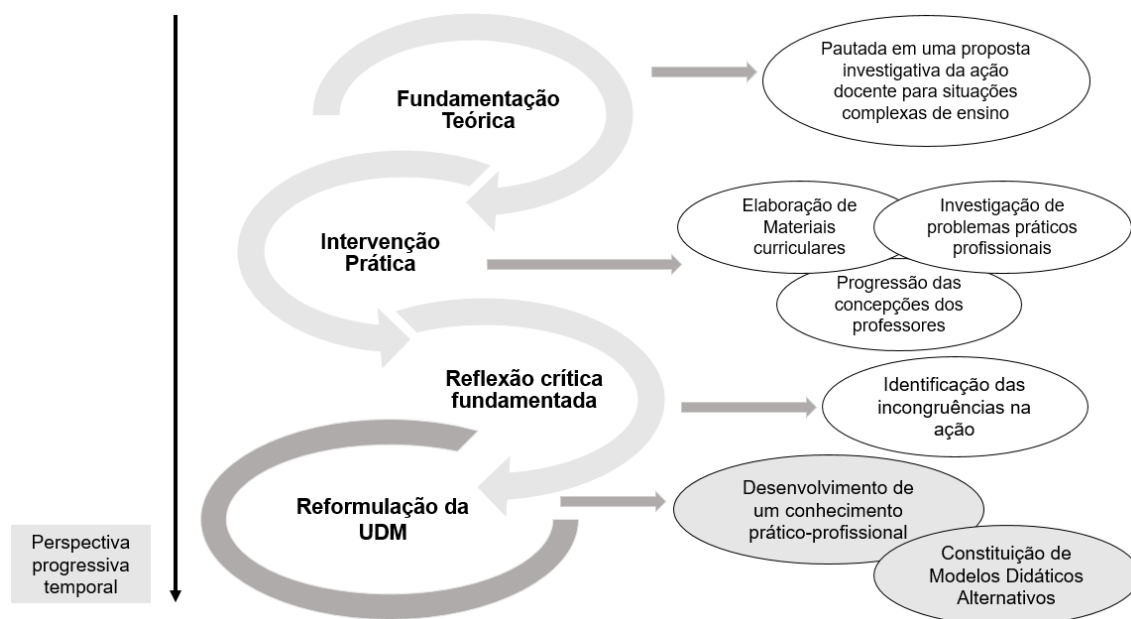 Fundamentação
Teórica
Pautada em uma proposta
investigativa da ação
docente para situações
complexas de ensino
Intervenção
Prática
Elaboração de
Materiais
curriculares
Investigação de
problemas práticos
profissionais
Progressão das
concepções dos
professores
Reflexão crítica
fundamentada
Identificação das
incongruências na
ação
Reformulação da
UDM
Desenvolvimento de
um conhecimento
prático-profissional
Constituição de
Modelos Didáticos
Alternativos
Perspectiva
progressiva
temporal